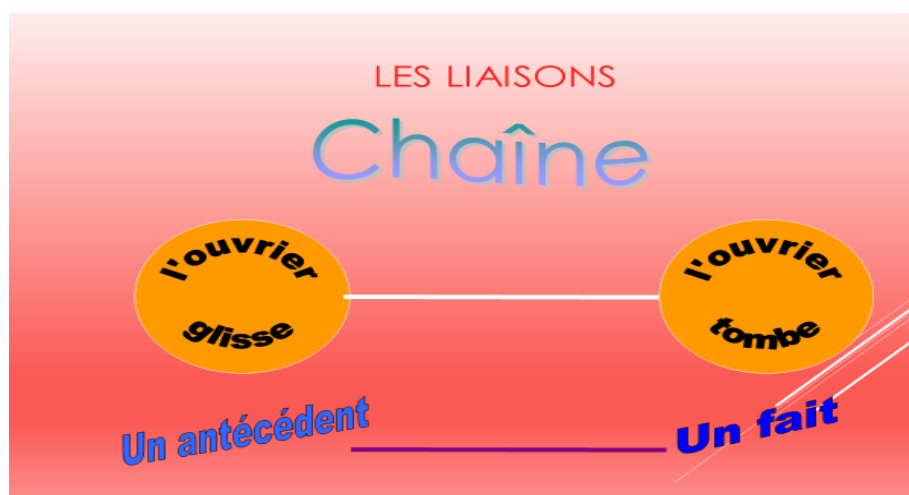 LES LIAISONS
Chaîne
l'ouvrier glisse
l'ouvrier tombe
Un antécédent
Un fait